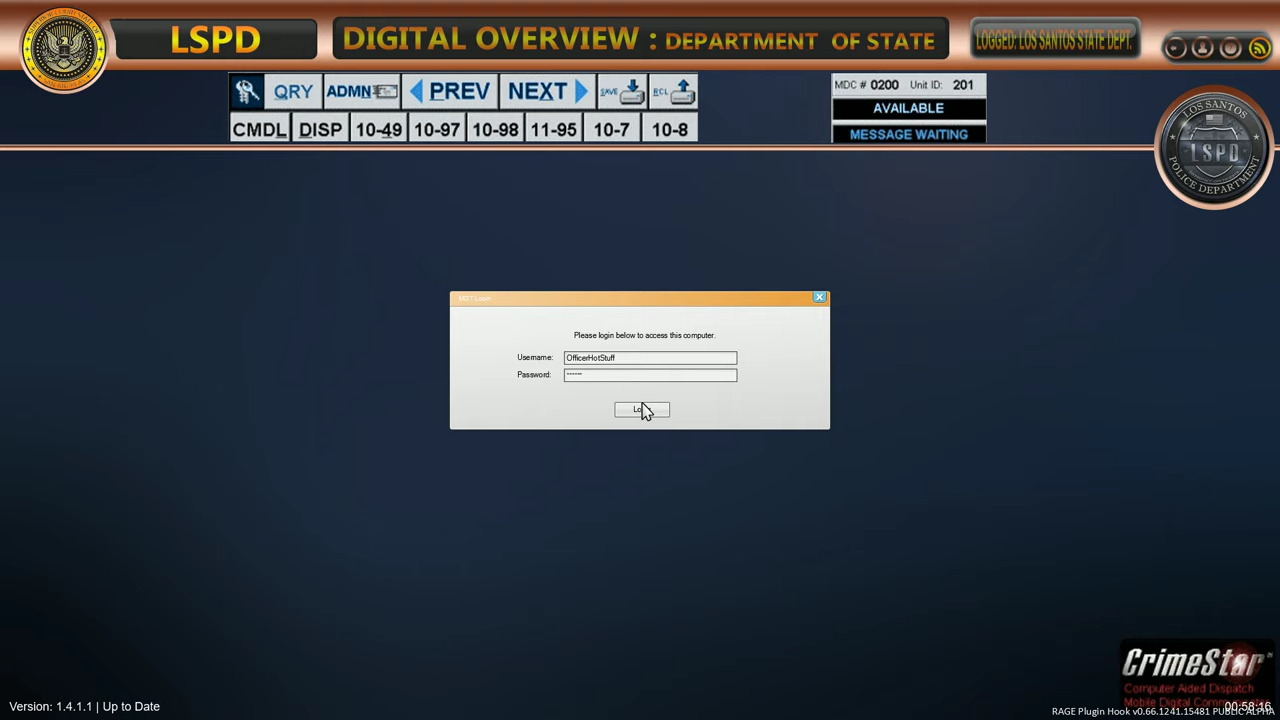 LSPD
DIGITAL OVERVIEW : DEPARTMENT OF STATE
LOGGED: LOS SANTOS STATE DEPT.
QRY
ADMN
PREV
NEXT
SAVE
RCL
CMDL
DISP
10-49
10-97
10-98
11-95
10-7
10-8
MDC # 0200 Unit ID: 201
AVAILABLE
MESSAGE WAITING
LOS SANTOS
LSPD
POLICE DEPARTMENT
Please login below to access this computer.
Username: OfficerHotStuff
Password: ------
CrimeStar
Computer Aided Dispatch
Version: 1.4.1.1 | Up to Date
00:58:16
RAGE Plugin Hook v0.66.1241.15481 PUBLIC ALPHA